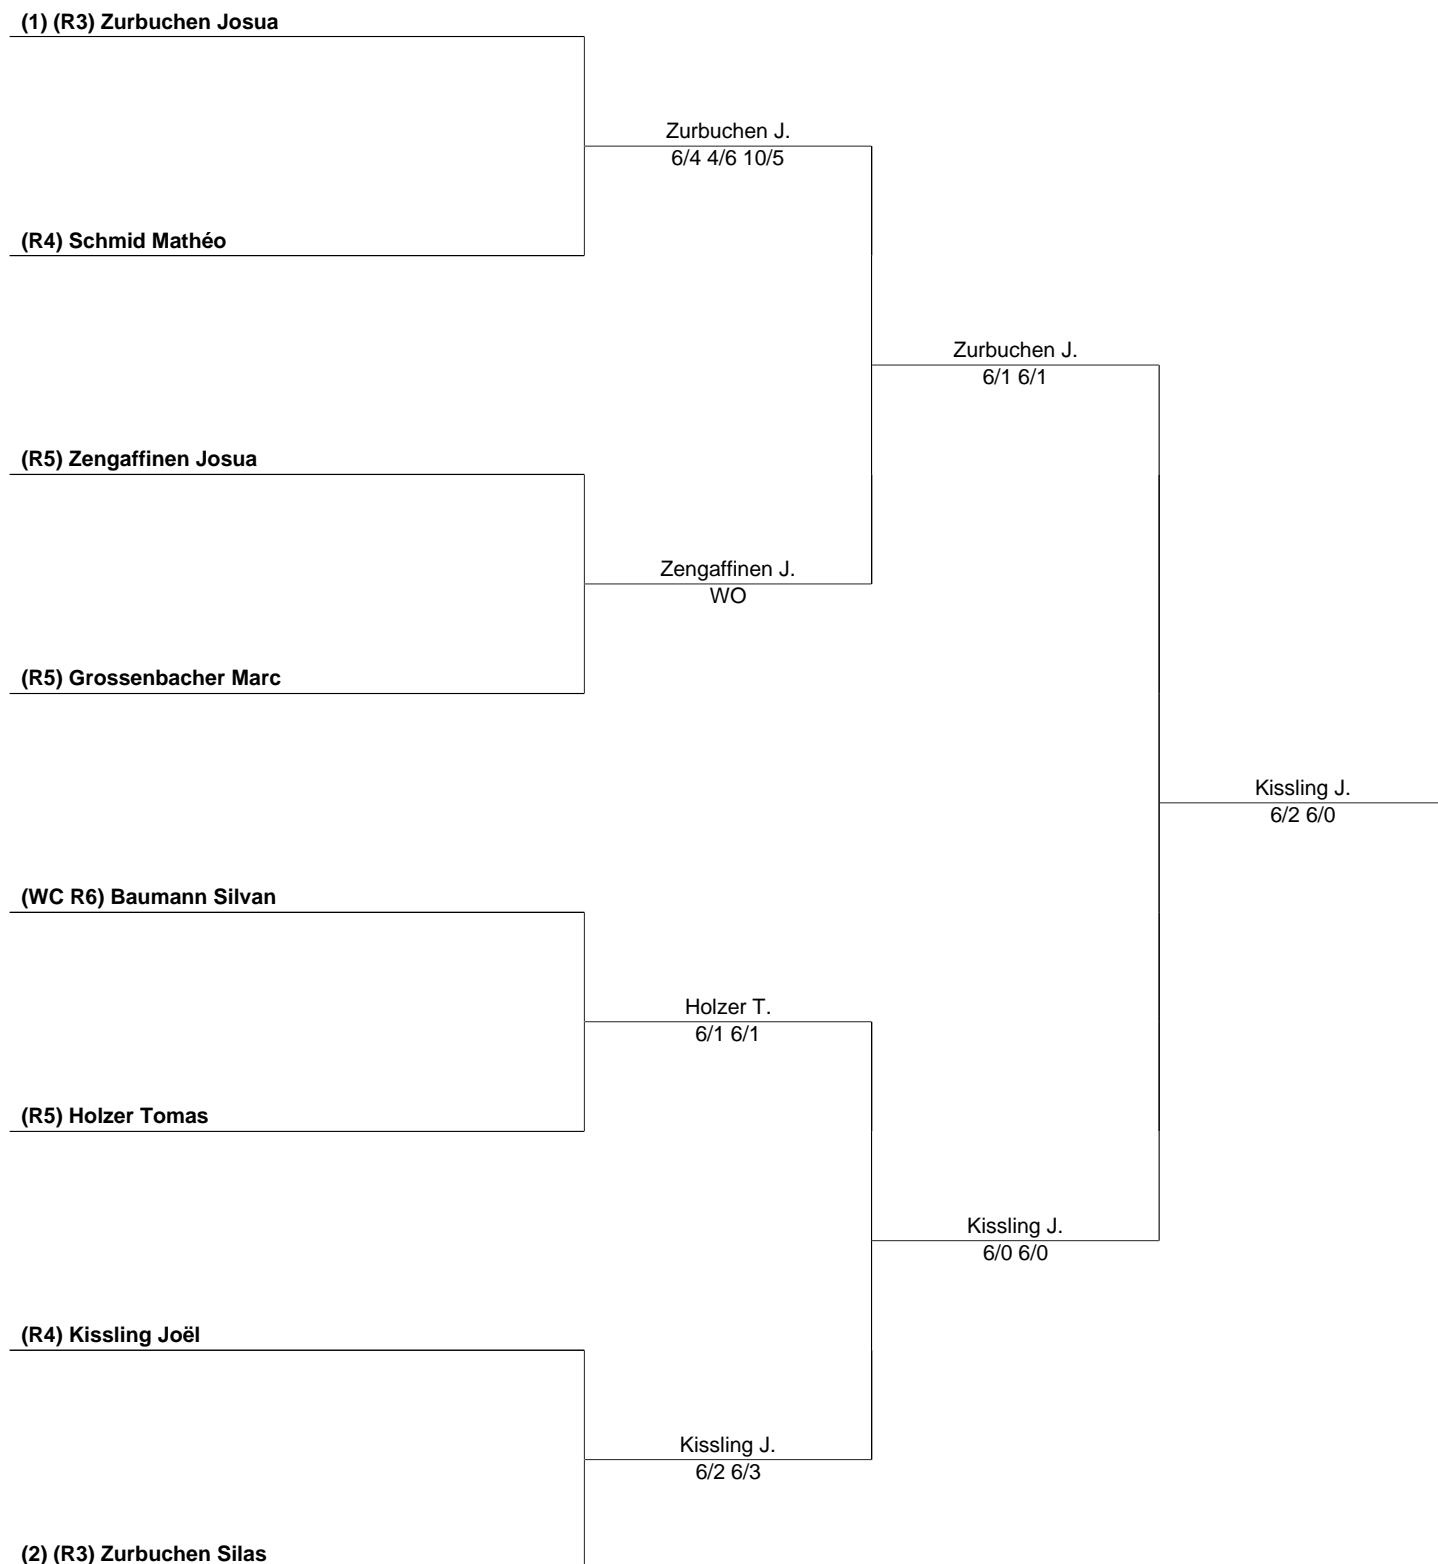 (1) (R3) Zurbuchen Josua
Zurbuchen J.
6/4 4/6 10/5
(R4) Schmid Mathéo
Zurbuchen J.
6/1 6/1
(R5) Zengaffinen Josua
Zengaffinen J.
WO
(R5) Grossenbacher Marc
Kissling J.
6/2 6/0
(WC R6) Baumann Silvan
Holzer T.
6/1 6/1
(R5) Holzer Tomas
Kissling J.
6/0 6/0
(R4) Kissling Joël
Kissling J.
6/2 6/3
(2) (R3) Zurbuchen Silas